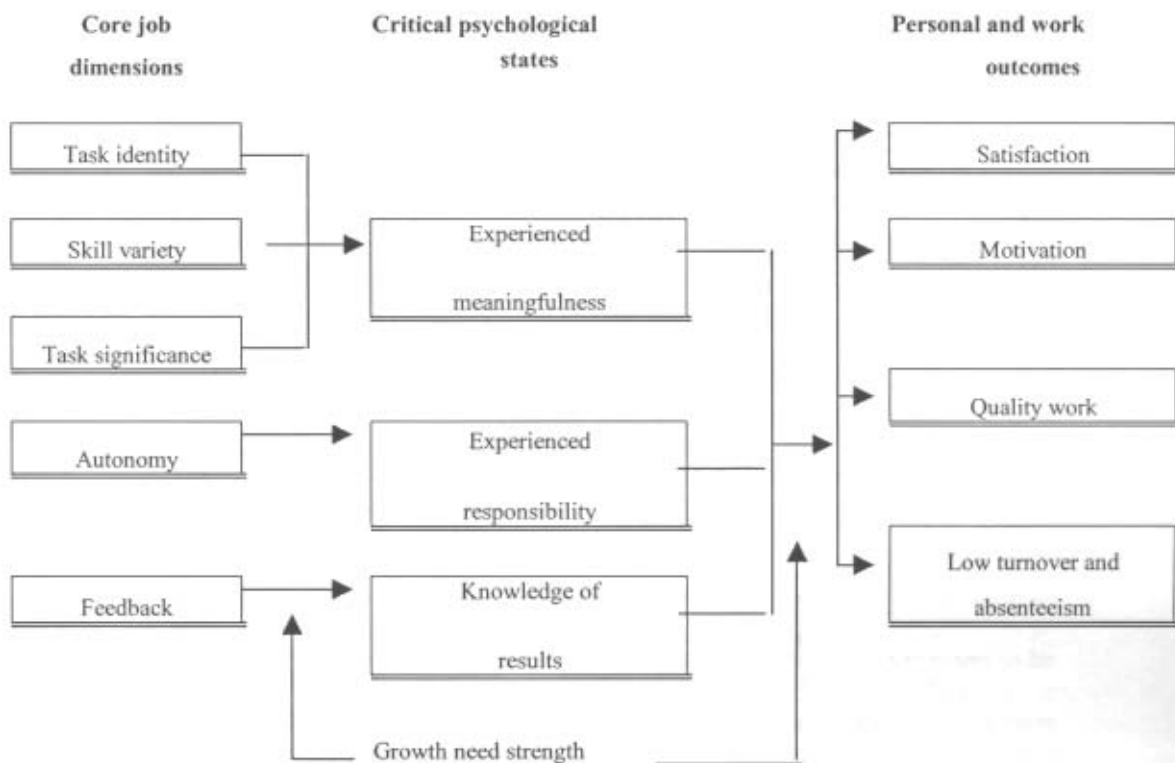 Core job
dimensions
Critical psychological
states
Personal and work
outcomes
Task identity
Skill variety
Task significance
Autonomy
Feedback
Experienced
meaningfulness
Experienced
responsibility
Knowledge of
results
Satisfaction
Motivation
Quality work
Low turnover and
absenteeism
Growth need strength